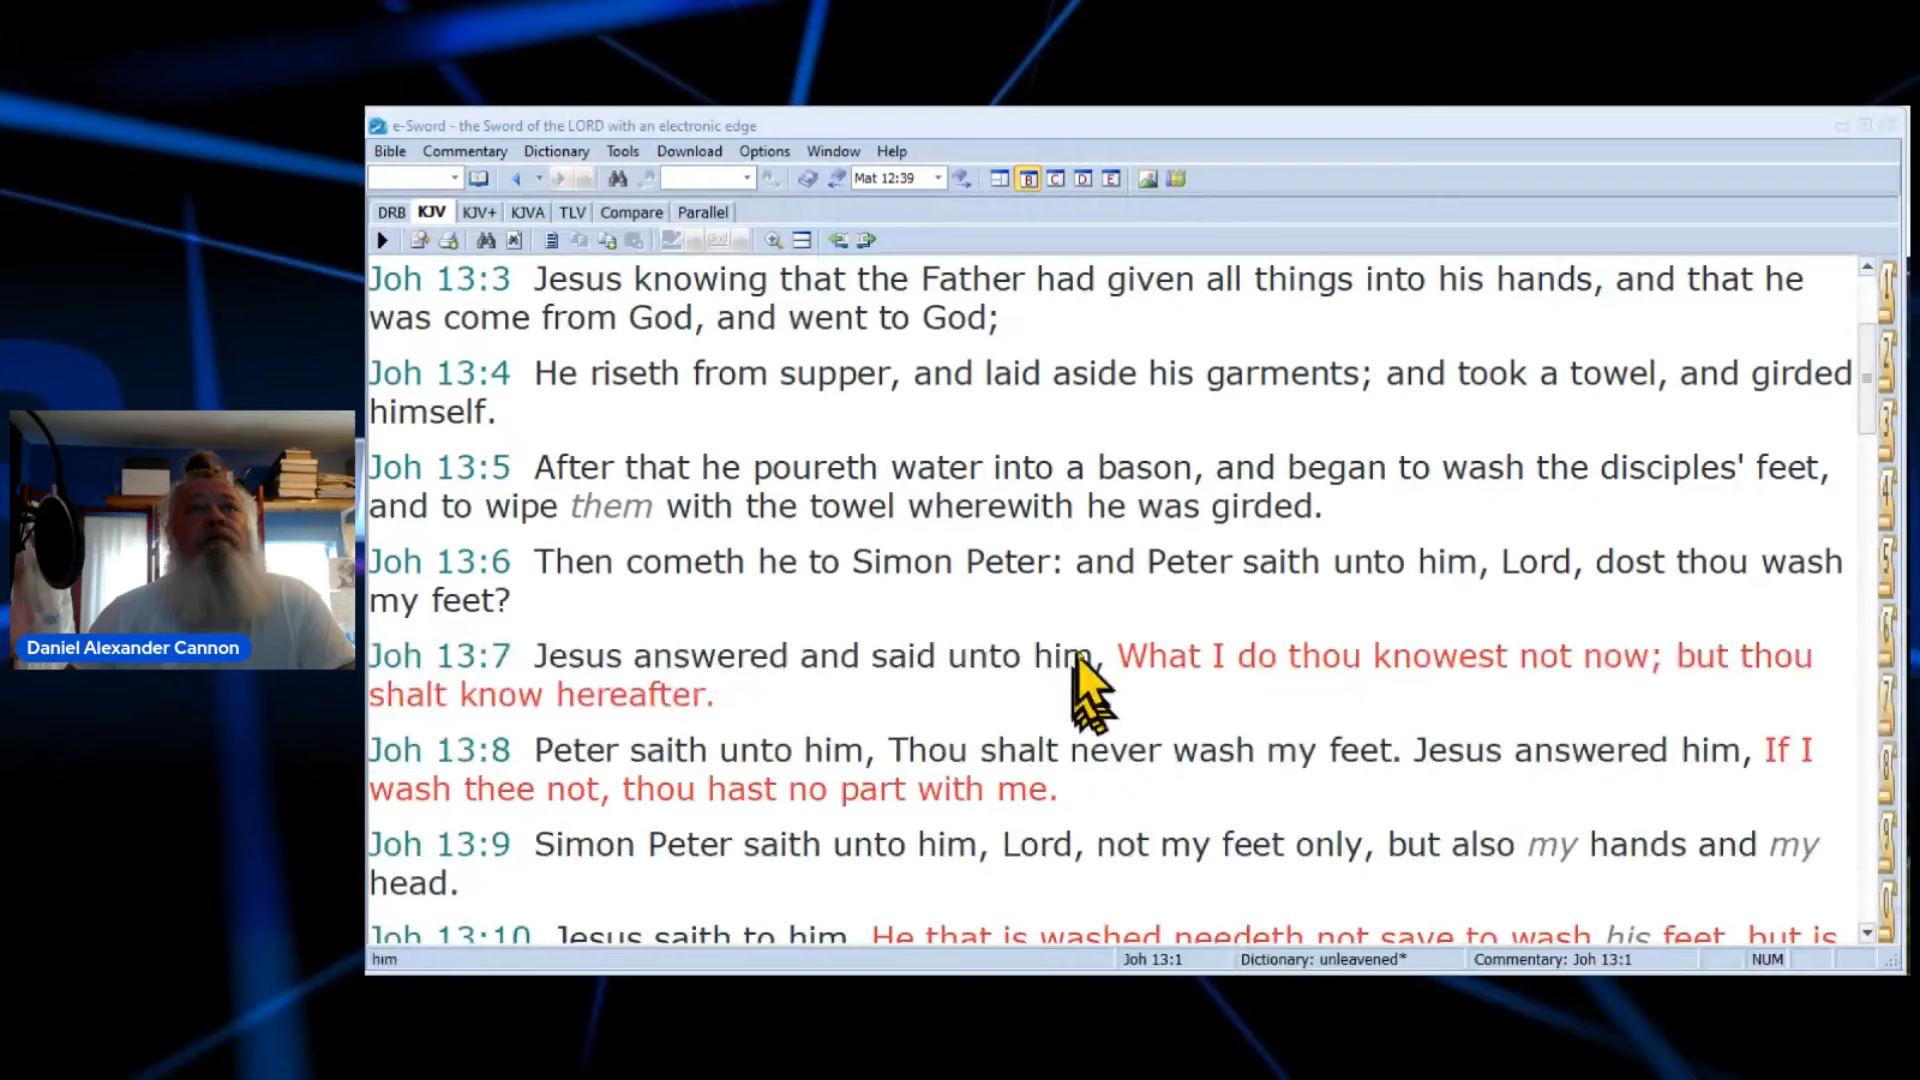 e-Sword - the Sword of the LORD with an electronic edge
Bible Commentary Dictionary Tools Download Options Window Help
Mat 12:39 B C D E
DRB KJV KJV+ KJVA TLV Compare Parallel
God
Joh 13:3 Jesus knowing that the Father had given all things into his hands, and that he
was come from God, and went to God;
Joh 13:4 He riseth from supper, and laid aside his garments; and took a towel, and girded
himself.
Joh 13:5 After that he poureth water into a bason, and began to wash the disciples' feet,
and to wipe them with the towel wherewith he was girded.
Joh 13:6 Then cometh he to Simon Peter: and Peter saith unto him, Lord, dost thou wash
my feet?
Joh 13:7 Jesus answered and said unto him, What I do thou knowest not now; but thou
shalt know hereafter.
Joh 13:8 Peter saith unto him, Thou shalt never wash my feet. Jesus answered him, If I
wash thee not, thou hast no part with me.
Joh 13:9 Simon Peter saith unto him, Lord, not my feet only, but also my hands and my
head.
Joh 13:10 Jesus saith to him, He that is washed needeth not save to wash his feet, but is
him Joh 13:1 Dictionary: unleavened* Commentary: Joh 13:1 NUM
1
2
3
4
5
6
7
8
9
0
Daniel Alexander Cannon